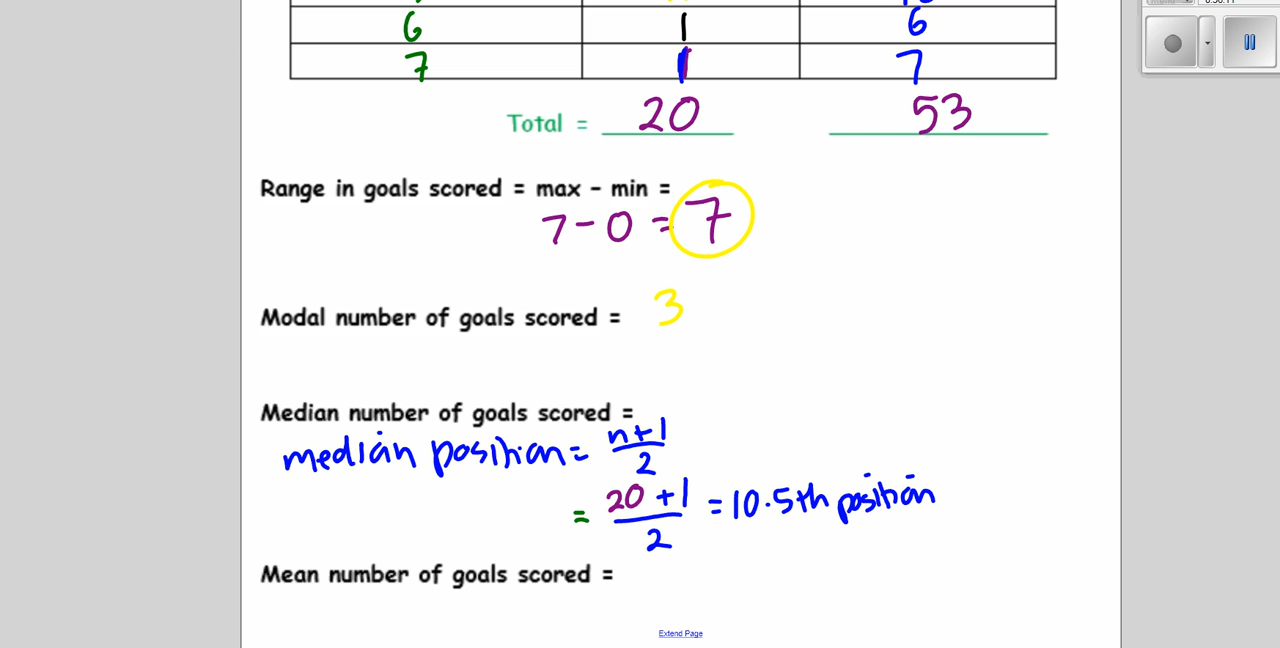 6 1 6
7 1 7
Total = 20 53
Range in goals scored = max - min =
7 - 0 = 7
Modal number of goals scored = 3
Median number of goals scored =
median position = n+1/2
= 20+1/2 = 10.5th position
Mean number of goals scored =
Extend Page